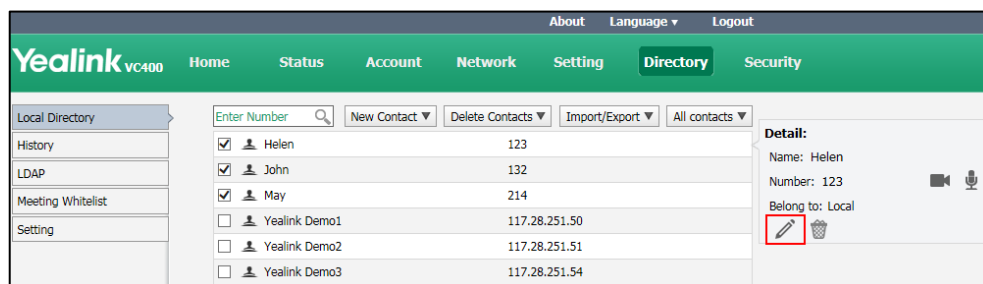 About Language ▼ Logout
Yealink VC400 Home Status Account Network Setting Directory Security
Local Directory
History
LDAP
Meeting Whitelist
Setting
Enter Number New Contact ▼ Delete Contacts ▼ Import/Export ▼ All contacts ▼
Helen 123
John 132
May 214
Yealink Demo1 117.28.251.50
Yealink Demo2 117.28.251.51
Yealink Demo3 117.28.251.54
Detail:
Name: Helen
Number: 123
Belong to: Local